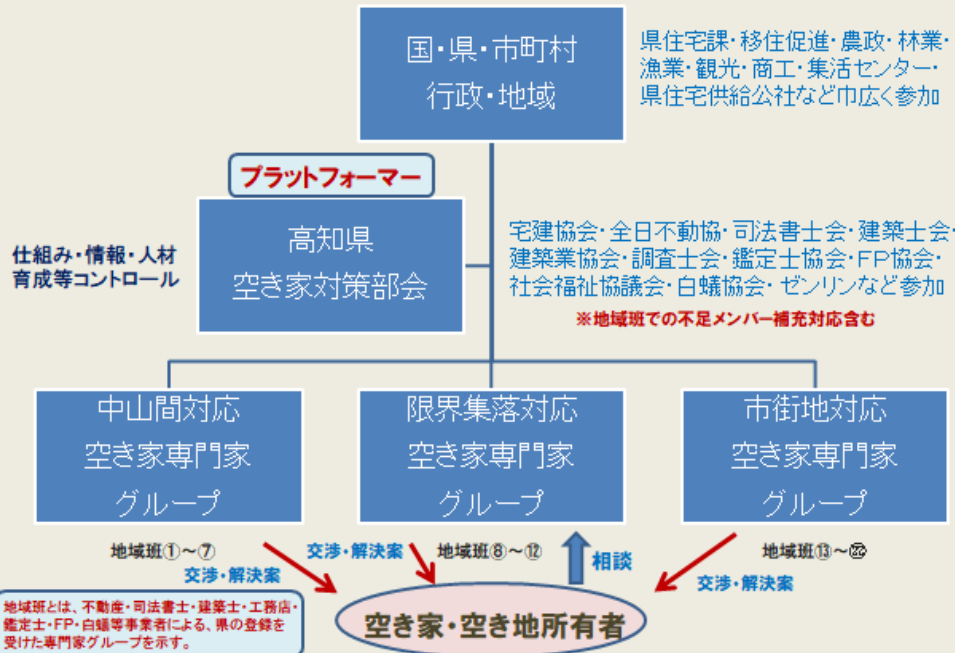 国・県・市町村
行政・地域
県住宅課・移住促進・農政・林業・
漁業・観光・商工・集活センター・
県住宅供給公社など巾広く参加
プラットフォーマー
仕組み・情報・人材
育成等コントロール
高知県
空き家対策部会
宅建協会・全日不動協・司法書士会・建築士会・
建築業協会・調査士会・鑑定士協会・FP協会・
社会福祉協議会・白蟻協会・ゼンリンなど参加
※地域班での不足メンバー補充対応含む
中山間対応
空き家専門家
グループ
限界集落対応
空き家専門家
グループ
市街地対応
空き家専門家
グループ
地域班①～⑦
交渉・解決案
交渉・解決案
地域班⑧～⑫
相談
地域班⑬～㉒
交渉・解決案
地域班とは、不動産・司法書士・建築士・工務店・
鑑定士・FP・白蟻等事業者による、県の登録を
受けた専門家グループを示す。
空き家・空き地所有者